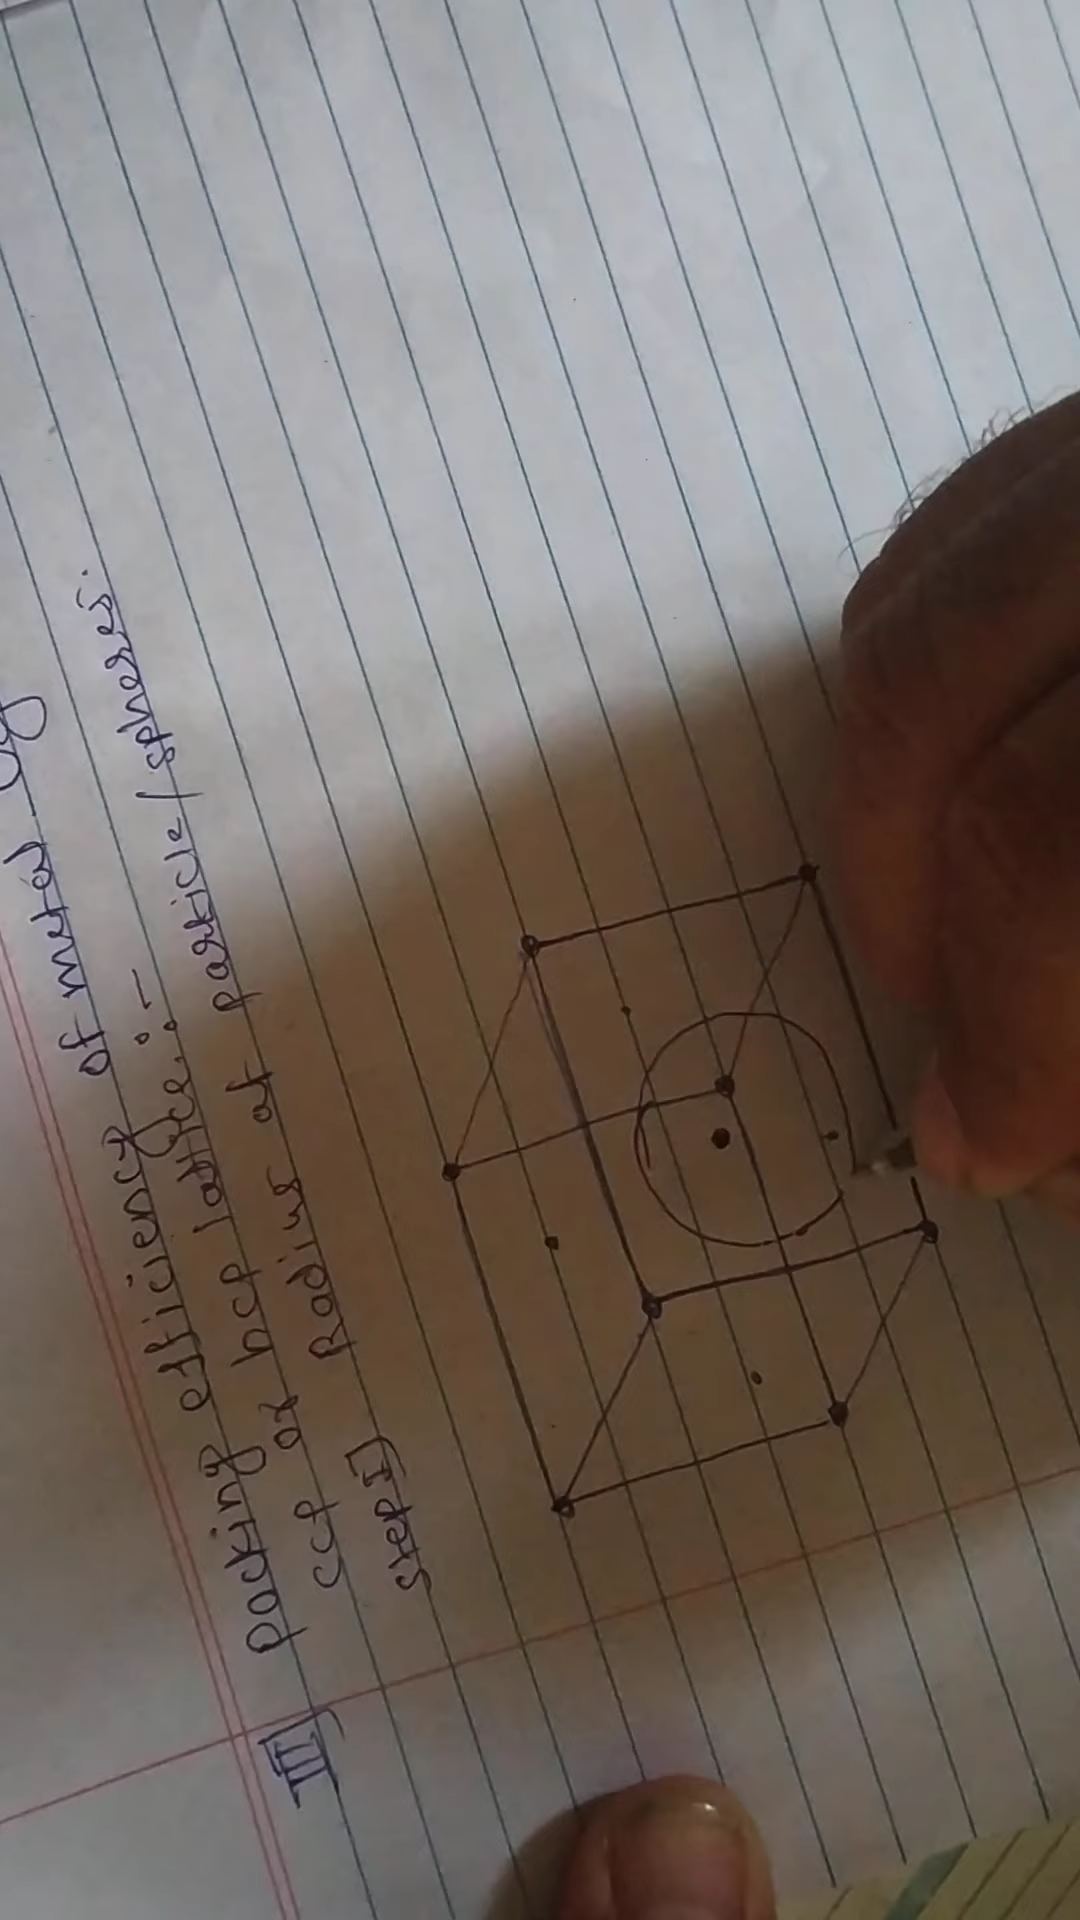 III] Packing efficiency of metal
CCP or hcp lattice :-
Step I] Radius of particle/spheres.